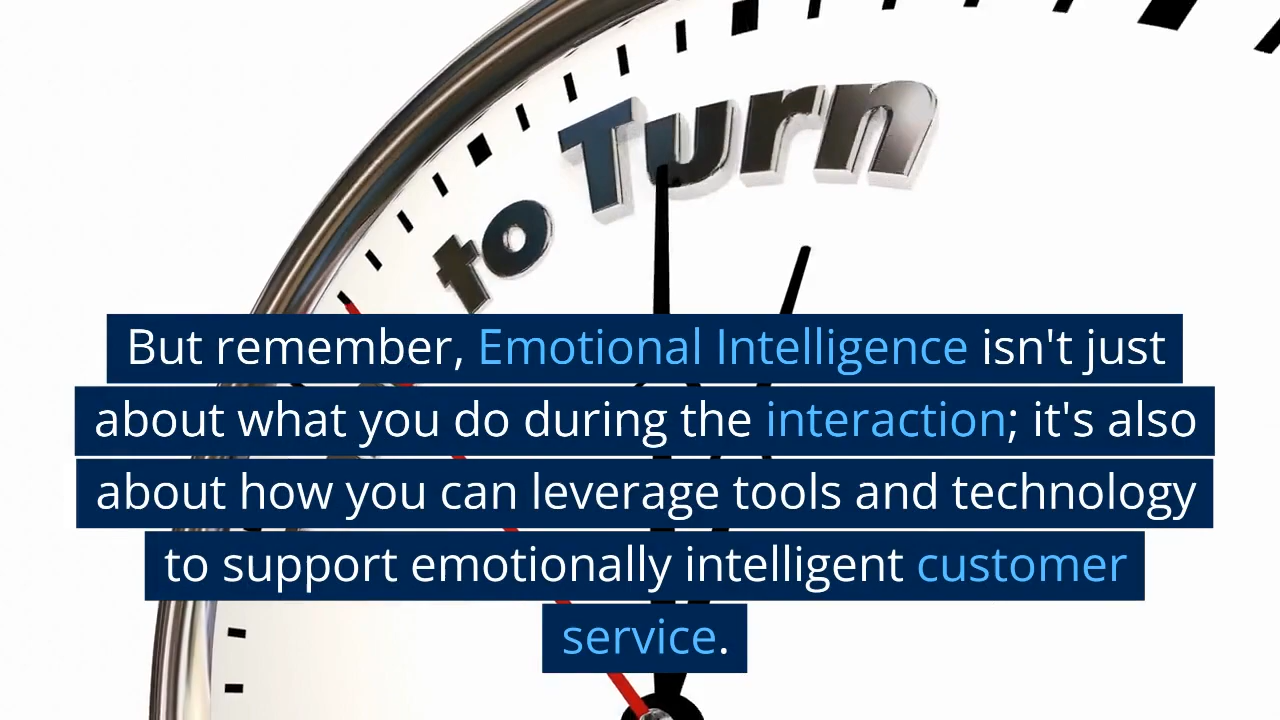 to Turn
But remember, Emotional Intelligence isn't just
about what you do during the interaction; it's also
about how you can leverage tools and technology
to support emotionally intelligent customer
service.